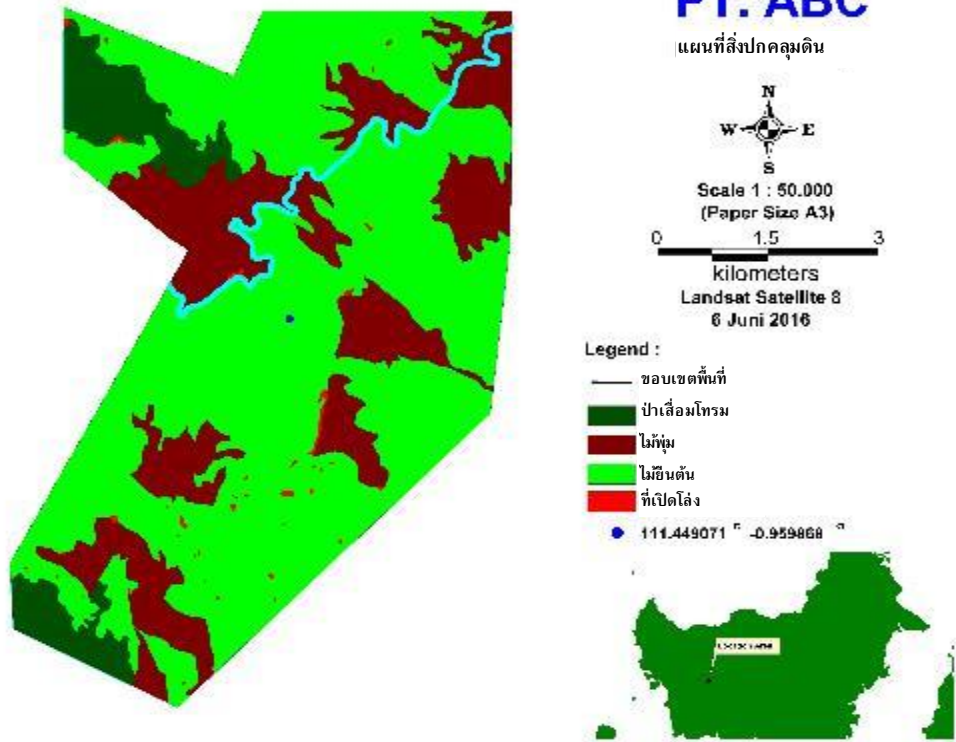 PT. ABC
แผนที่สิ่งปกคลุมดิน
N
W E
S
Scale 1 : 50.000
(Paper Size A3)
0 1.5 3
kilometers
Landsat Satellite 8
6 Juni 2016
Legend :
ขอบเขตพื้นที่
ป่าเสื่อมโทรม
ไม้พุ่ม
ไม้ยืนต้น
ที่เปิดโล่ง
111.449071 ° -0.959868 °